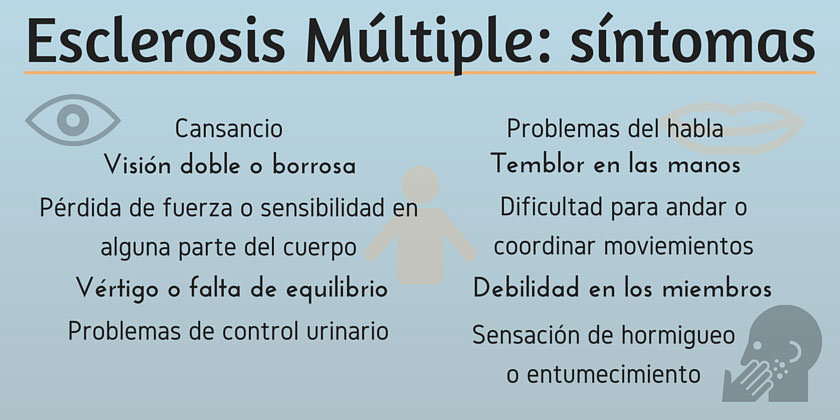 Esclerosis Múltiple: síntomas
Cansancio
Visión doble o borrosa
Pérdida de fuerza o sensibilidad en
alguna parte del cuerpo
Vértigo o falta de equilibrio
Problemas de control urinario
Problemas del habla
Temblor en las manos
Dificultad para andar o
coordinar moviemientos
Debilidad en los miembros
Sensación de hormigueo
o entumecimiento